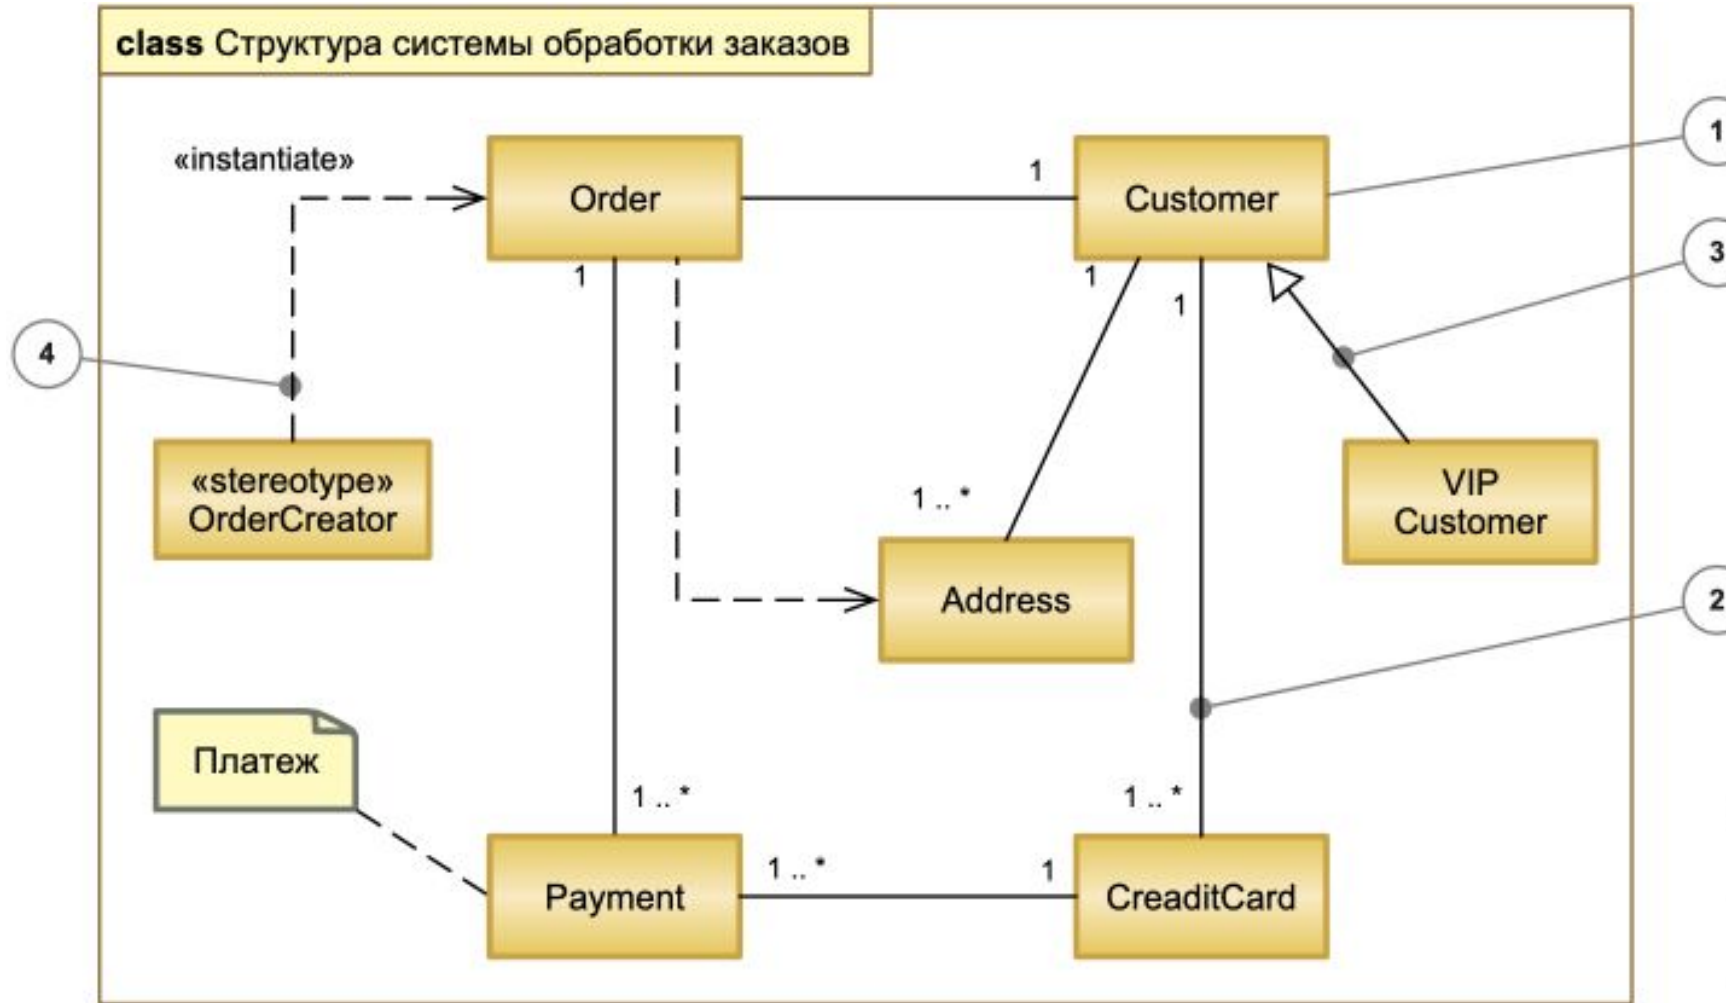 class Структура системы обработки заказов
«instantiate»
Order
1
Customer
1
3
1
1
1
4
«stereotype»
OrderCreator
VIP
Customer
1 .. *
Address
2
Платеж
1 .. *
1 .. *
Payment
1 .. *
1
CreaditCard